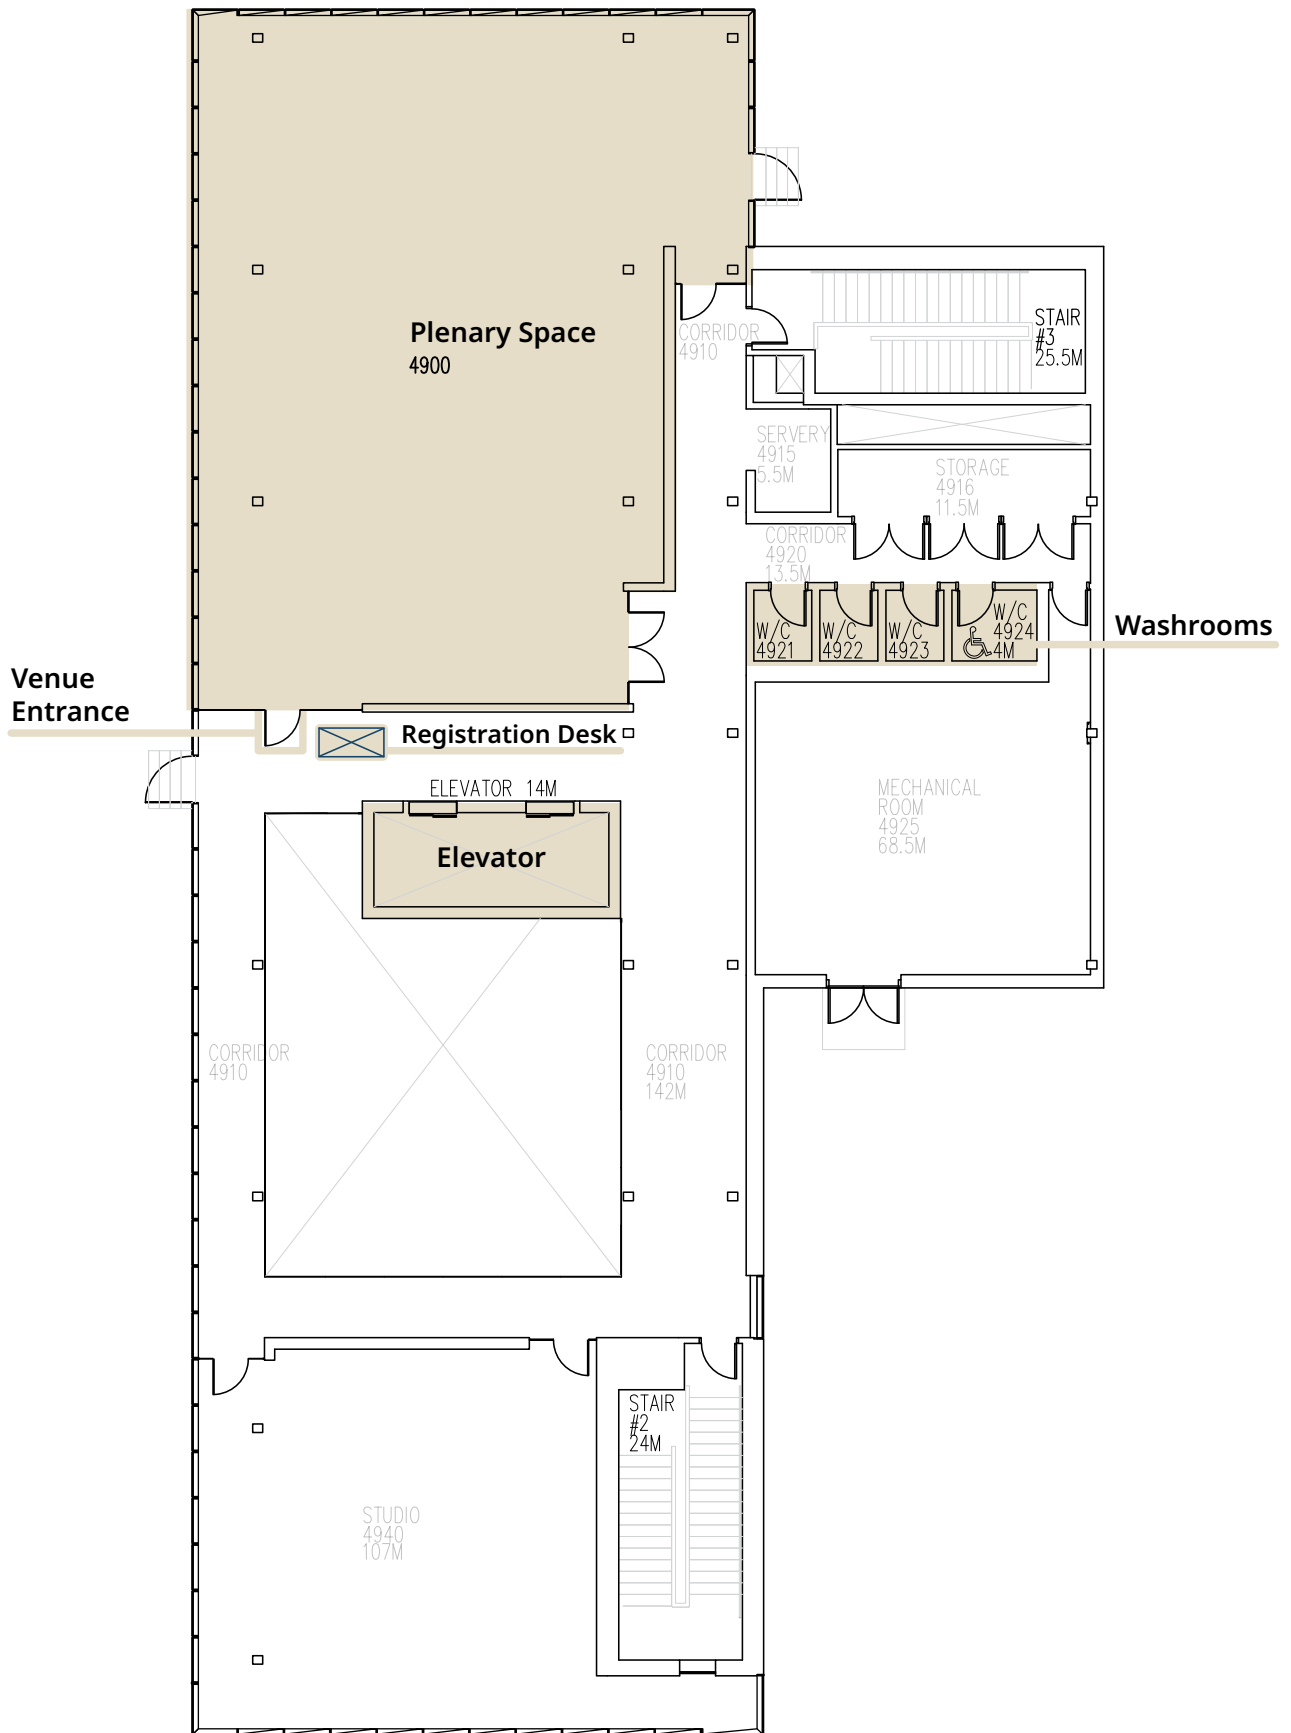 Plenary Space
4900
CORRIDOR
4910
STAIR
#3
25.5M
SERVERY
4915
5.5M
STORAGE
4916
11.5M
CORRIDOR
4920
13.5M
W/C
4921
W/C
4922
W/C
4923
W/C
4924
4M
Washrooms
Venue
Entrance
Registration Desk
ELEVATOR 14M
Elevator
MECHANICAL
ROOM
4925
68.5M
CORRIDOR
4910
CORRIDOR
4910
142M
STAIR
#2
24M
STUDIO
4940
107M